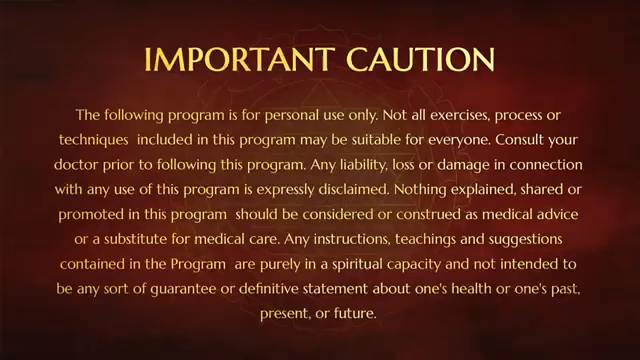 IMPORTANT CAUTION
The following program is for personal use only. Not all exercises, process or
techniques included in this program may be suitable for everyone. Consult your
doctor prior to following this program. Any liability, loss or damage in connection
with any use of this program is expressly disclaimed. Nothing explained, shared or
promoted in this program should be considered or construed as medical advice
or a substitute for medical care. Any instructions, teachings and suggestions
contained in the Program are purely in a spiritual capacity and not intended to
be any sort of guarantee or definitive statement about one's health or one's past,
present, or future.